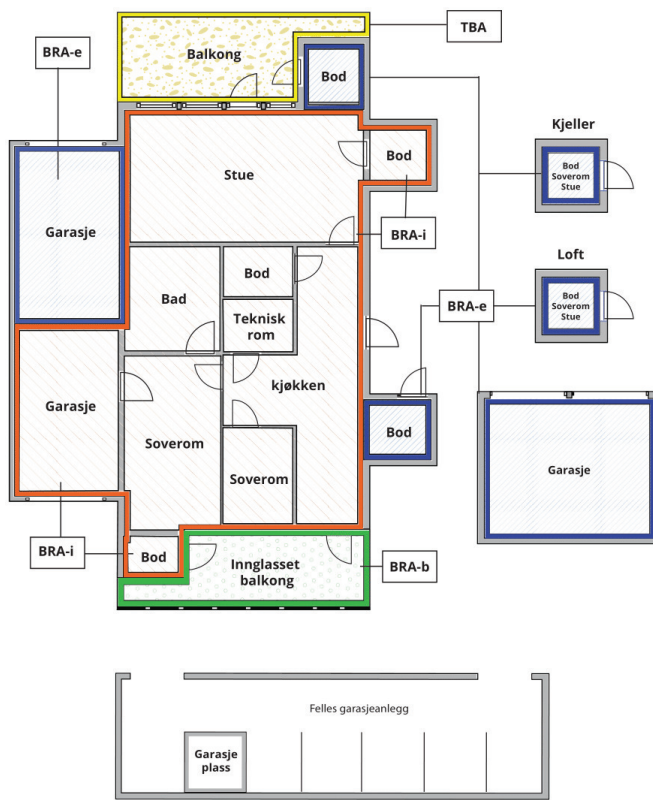 TBA
BRA-e
Balkong
Bod
Kjeller
Bod
Soverom
Stue
Stue
Bod
Garasje
BRA-i
Loft
Bod
Bad
Bod
Soverom
Stue
BRA-e
Teknisk
rom
kjøkken
Garasje
Bod
Soverom
Garasje
Soverom
BRA-i
Bod
Innglasset
balkong
BRA-b
Felles garasjeanlegg
Garasje
plass